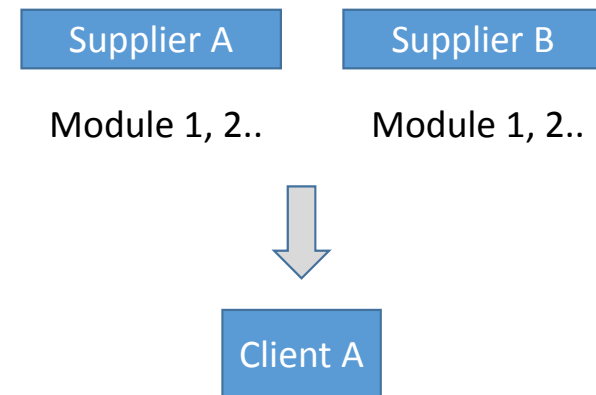 Supplier A
Supplier B
Module 1, 2..
Module 1, 2..
Client A